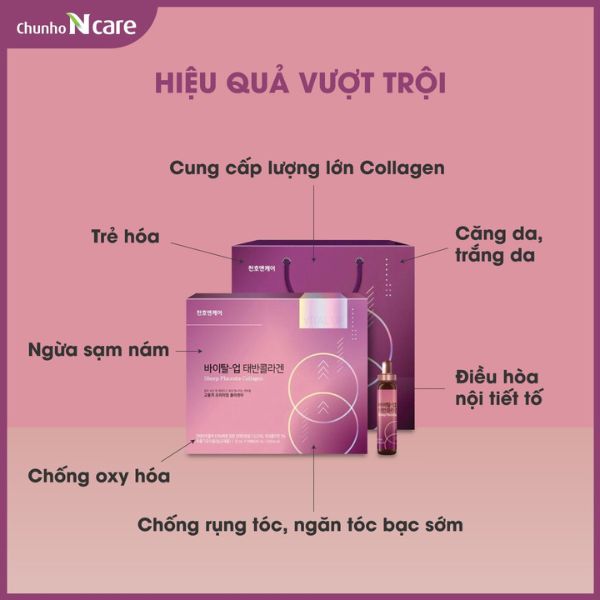 Chunho Ncare
HIỆU QUẢ VƯỢT TRỘI
Cung cấp lượng lớn Collagen
Trẻ hóa
Căng da,
trắng da
천호엔케어
천호엔케어
VITAL UP
Ngừa sạm nám
바이탈-업 태반콜라겐
Sheep Placenta Collagen
Điều hòa
nội tiết tố
Chống oxy hóa
Chống rụng tóc, ngăn tóc bạc sớm